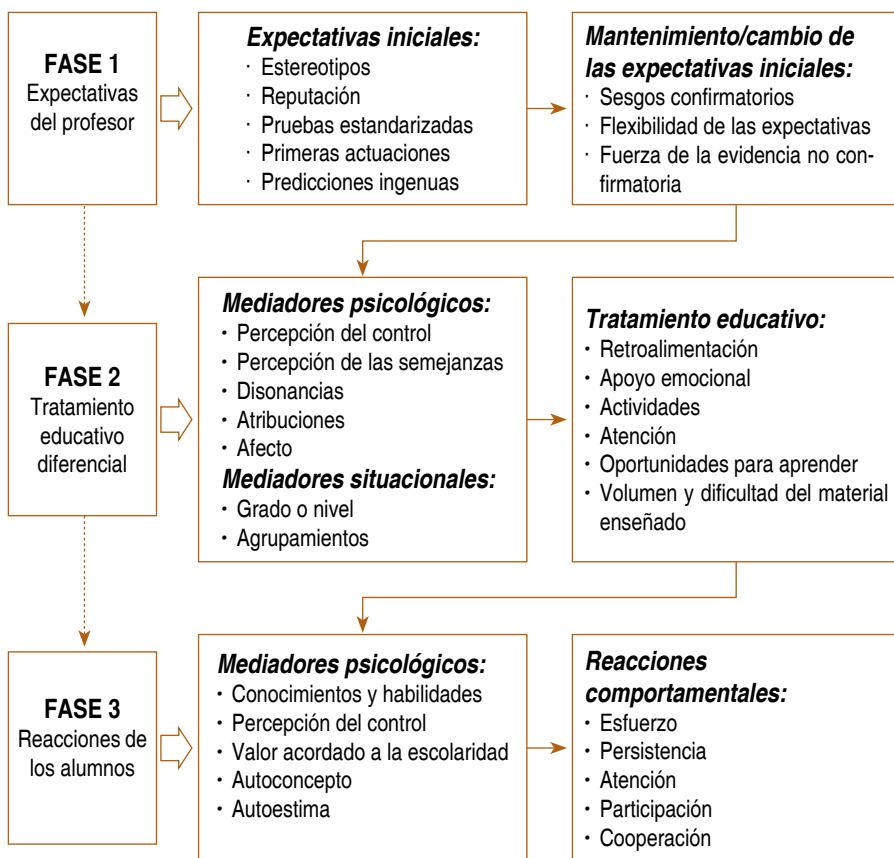 FASE 1
Expectativas
del profesor
Expectativas iniciales:
· Estereotipos
· Reputación
· Pruebas estandarizadas
· Primeras actuaciones
· Predicciones ingenuas
Mantenimiento/cambio de
las expectativas iniciales:
· Sesgos confirmatorios
· Flexibilidad de las expectativas
· Fuerza de la evidencia no con-
firmatoria
FASE 2
Tratamiento
educativo
diferencial
Mediadores psicológicos:
• Percepción del control
• Percepción de las semejanzas
• Disonancias
• Atribuciones
• Afecto
Mediadores situacionales:
• Grado o nivel
• Agrupamientos
Tratamiento educativo:
• Retroalimentación
• Apoyo emocional
• Actividades
• Atención
• Oportunidades para aprender
• Volumen y dificultad del material
enseñado
FASE 3
Reacciones de
los alumnos
Mediadores psicológicos:
• Conocimientos y habilidades
• Percepción del control
• Valor acordado a la escolaridad
• Autoconcepto
• Autoestima
Reacciones
comportamentales:
• Esfuerzo
• Persistencia
• Atención
• Participación
• Cooperación